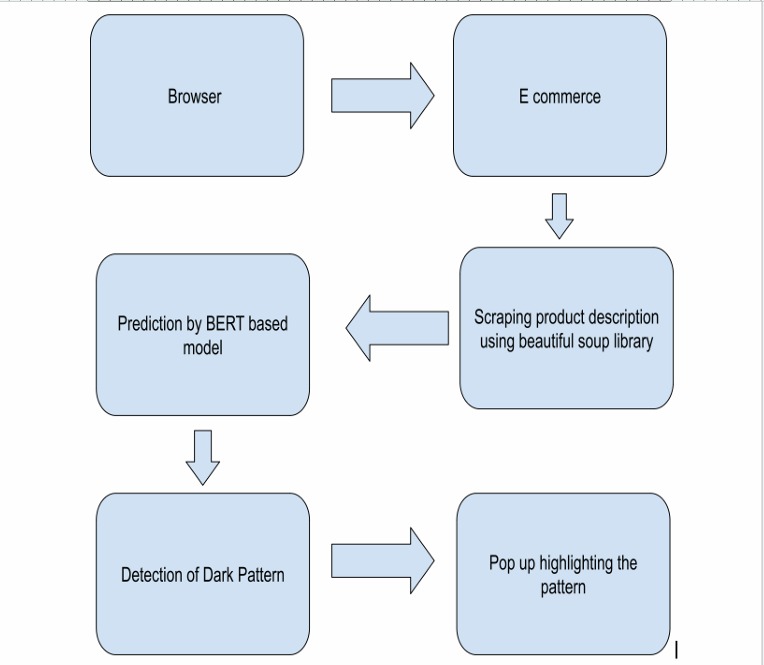 Browser
E commerce
Scraping product description
using beautiful soup library
Prediction by BERT based
model
Detection of Dark Pattern
Pop up highlighting the
pattern